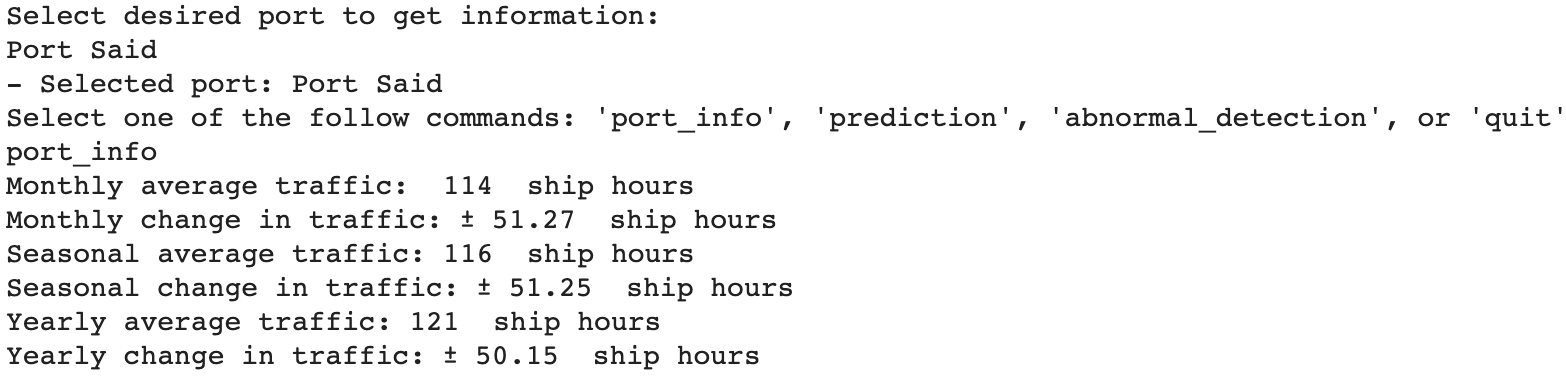 Select desired port to get information:
Port Said
- Selected port: Port Said
Select one of the follow commands: 'port_info', 'prediction', 'abnormal_detection', or 'quit'
port_info
Monthly average traffic:  114  ship hours
Monthly change in traffic: ± 51.27  ship hours
Seasonal average traffic: 116  ship hours
Seasonal change in traffic: ± 51.25  ship hours
Yearly average traffic: 121  ship hours
Yearly change in traffic: ± 50.15  ship hours